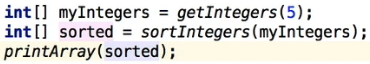 int[] myIntegers = getIntegers(5);
int[] sorted = sortIntegers(myIntegers);
printArray(sorted);